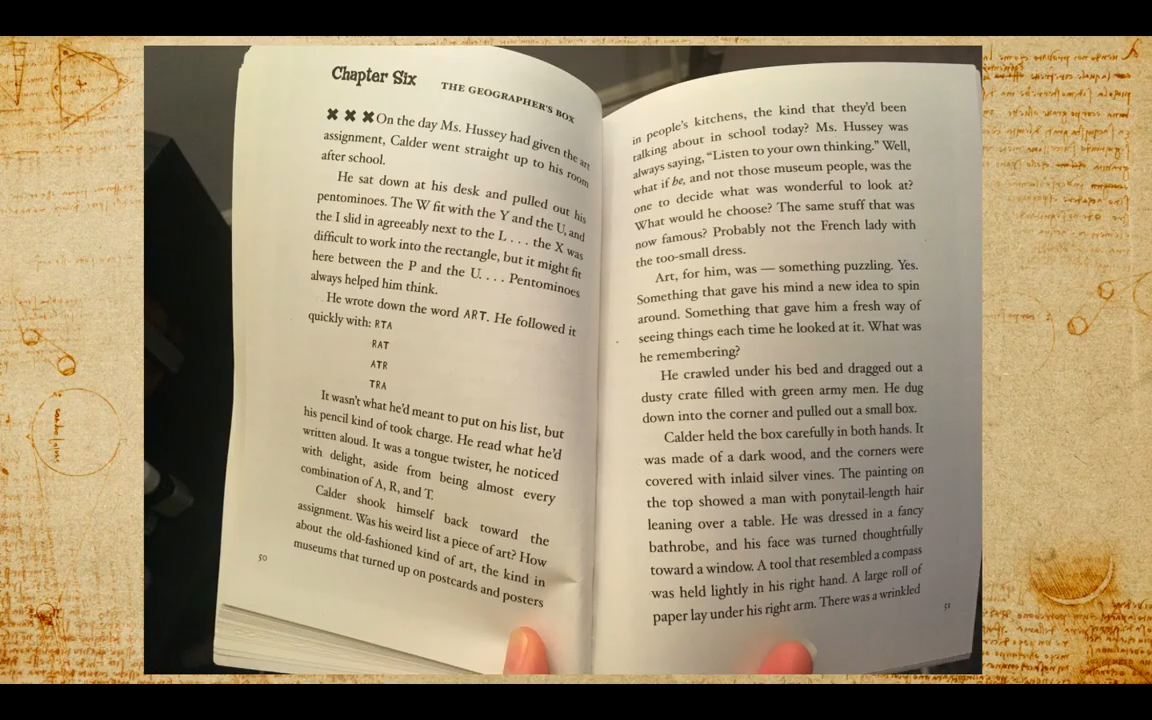 Chapter Six
THE GEOGRAPHER'S BOX
✖ ✖ ✖ On the day Ms. Hussey had given the art
assignment, Calder went straight up to his room
after school.
He sat down at his desk and pulled out his
pentominoes. The W fit with the Y and the U, and
the I slid in agreeably next to the L . . . the X was
difficult to work into the rectangle, but it might fit
here between the P and the U. . . . Pentominoes
always helped him think.
He wrote down the word ART. He followed it
quickly with: RTA
RAT
ATR
TRA
It wasn't what he'd meant to put on his list, but
his pencil kind of took charge. He read what he'd
written aloud. It was a tongue twister, he noticed
with delight, aside from being almost every
combination of A, R, and T.
Calder shook himself back toward the
assignment. Was his weird list a piece of art? How
about the old-fashioned kind of art, the kind in
museums that turned up on postcards and posters
50
in people's kitchens, the kind that they'd been
talking about in school today? Ms. Hussey was
always saying, "Listen to your own thinking." Well,
what if he, and not those museum people, was the
one to decide what was wonderful to look at?
What would he choose? The same stuff that was
now famous? Probably not the French lady with
the too-small dress.
Art, for him, was — something puzzling. Yes.
Something that gave his mind a new idea to spin
around. Something that gave him a fresh way of
seeing things each time he looked at it. What was
he remembering?
He crawled under his bed and dragged out a
dusty crate filled with green army men. He dug
down into the corner and pulled out a small box.
Calder held the box carefully in both hands. It
was made of a dark wood, and the corners were
covered with inlaid silver vines. The painting on
the top showed a man with ponytail-length hair
leaning over a table. He was dressed in a fancy
bathrobe, and his face was turned thoughtfully
toward a window. A tool that resembled a compass
was held lightly in his right hand. A large roll of
paper lay under his right arm. There was a wrinkled
51